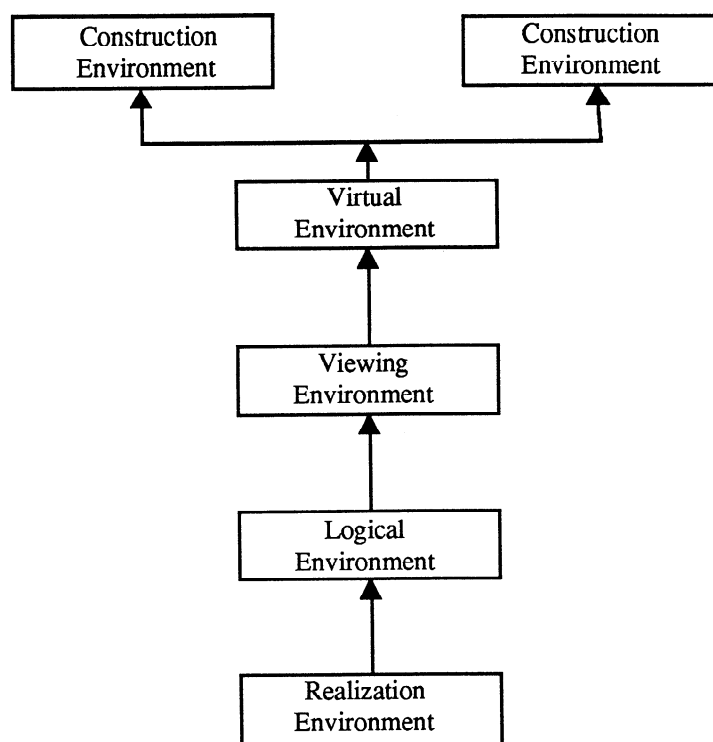 Construction
Environment
Construction
Environment
Virtual
Environment
Viewing
Environment
Logical
Environment
Realization
Environment